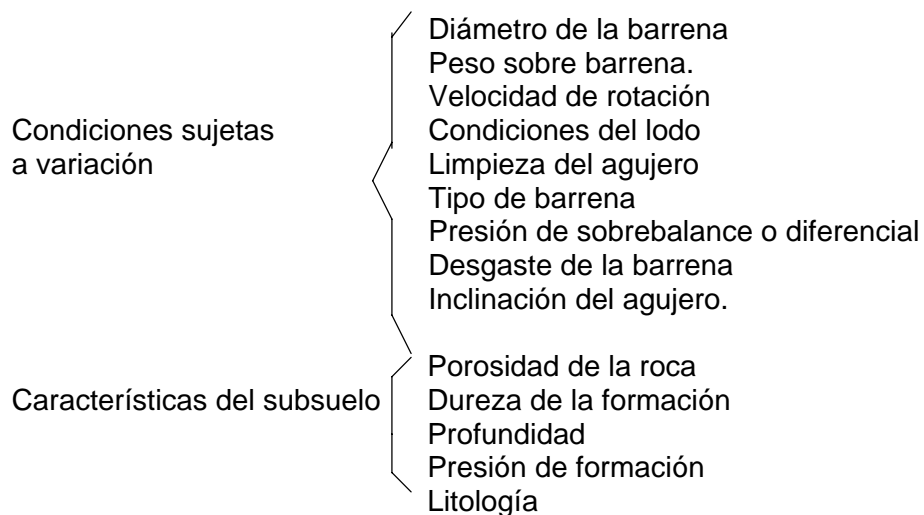 Condiciones sujetas
a variación
Diámetro de la barrena
Peso sobre barrena.
Velocidad de rotación
Condiciones del lodo
Limpieza del agujero
Tipo de barrena
Presión de sobrebalance o diferencial
Desgaste de la barrena
Inclinación del agujero.
Características del subsuelo
Porosidad de la roca
Dureza de la formación
Profundidad
Presión de formación
Litología